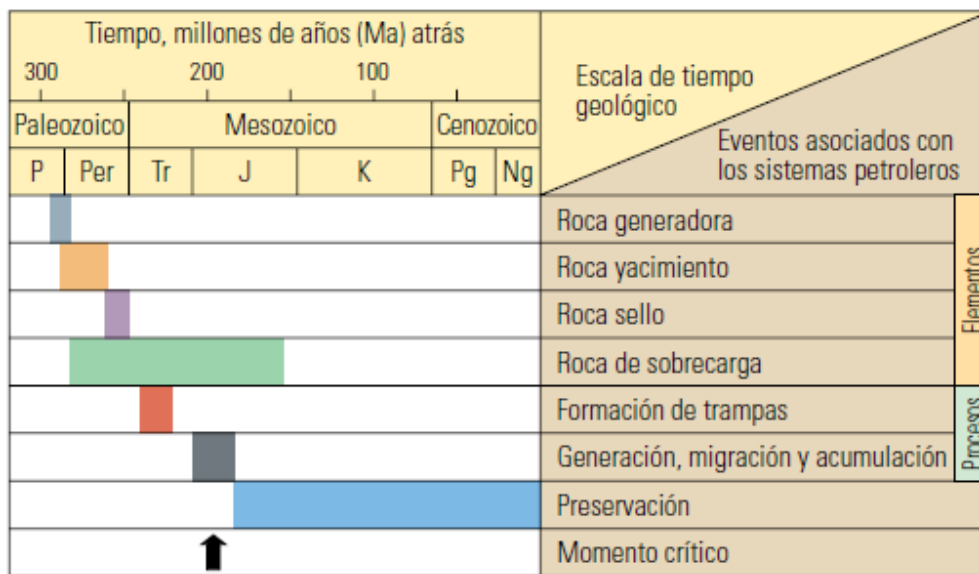 Tiempo, millones de años (Ma) atrás
300 200 100
Escala de tiempo
geológico
Eventos asociados con
los sistemas petroleros
Paleozoico Mesozoico Cenozoico
P Per Tr J K Pg Ng
Roca generadora
Roca yacimiento
Roca sello
Roca de sobrecarga
Elementos
Formación de trampas
Generación, migración y acumulación
Procesos
Preservación
Momento crítico